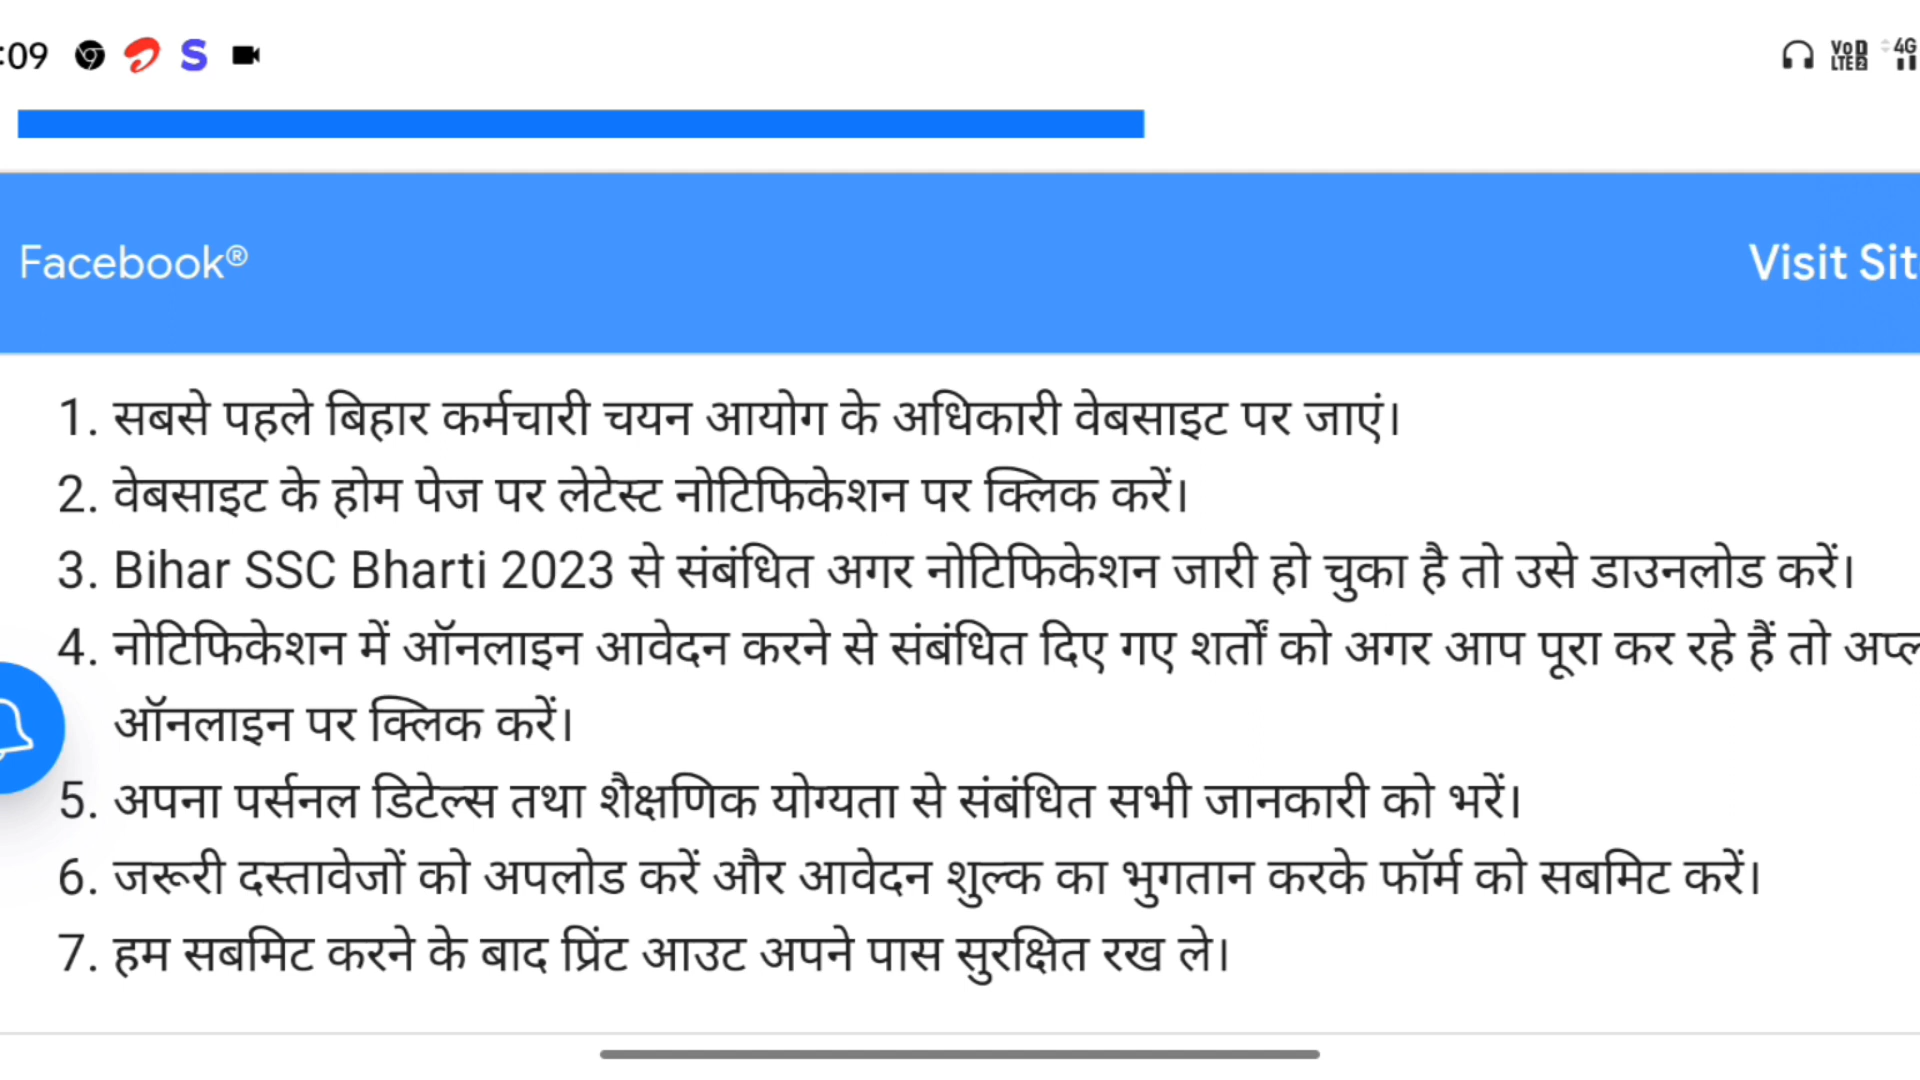 :09 S VoD LTE2 4G
Facebook® Visit Sit
1. सबसे पहले बिहार कर्मचारी चयन आयोग के अधिकारी वेबसाइट पर जाएं।
2. वेबसाइट के होम पेज पर लेटेस्ट नोटिफिकेशन पर क्लिक करें।
3. Bihar SSC Bharti 2023 से संबंधित अगर नोटिफिकेशन जारी हो चुका है तो उसे डाउनलोड करें।
4. नोटिफिकेशन में ऑनलाइन आवेदन करने से संबंधित दिए गए शर्तों को अगर आप पूरा कर रहे हैं तो अप्ल
ऑनलाइन पर क्लिक करें।
5. अपना पर्सनल डिटेल्स तथा शैक्षणिक योग्यता से संबंधित सभी जानकारी को भरें।
6. जरूरी दस्तावेजों को अपलोड करें और आवेदन शुल्क का भुगतान करके फॉर्म को सबमिट करें।
7. हम सबमिट करने के बाद प्रिंट आउट अपने पास सुरक्षित रख ले।